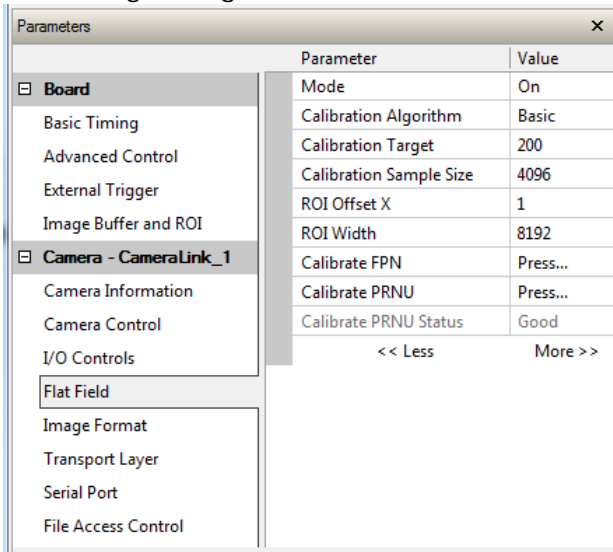 Parameters ×
Parameter Value
Board
Basic Timing
Advanced Control
External Trigger
Image Buffer and ROI
Camera - CameraLink_1
Camera Information
Camera Control
I/O Controls
Flat Field
Image Format
Transport Layer
Serial Port
File Access Control
Mode On
Calibration Algorithm Basic
Calibration Target 200
Calibration Sample Size 4096
ROI Offset X 1
ROI Width 8192
Calibrate FPN Press...
Calibrate PRNU Press...
Calibrate PRNU Status Good
<< Less More >>